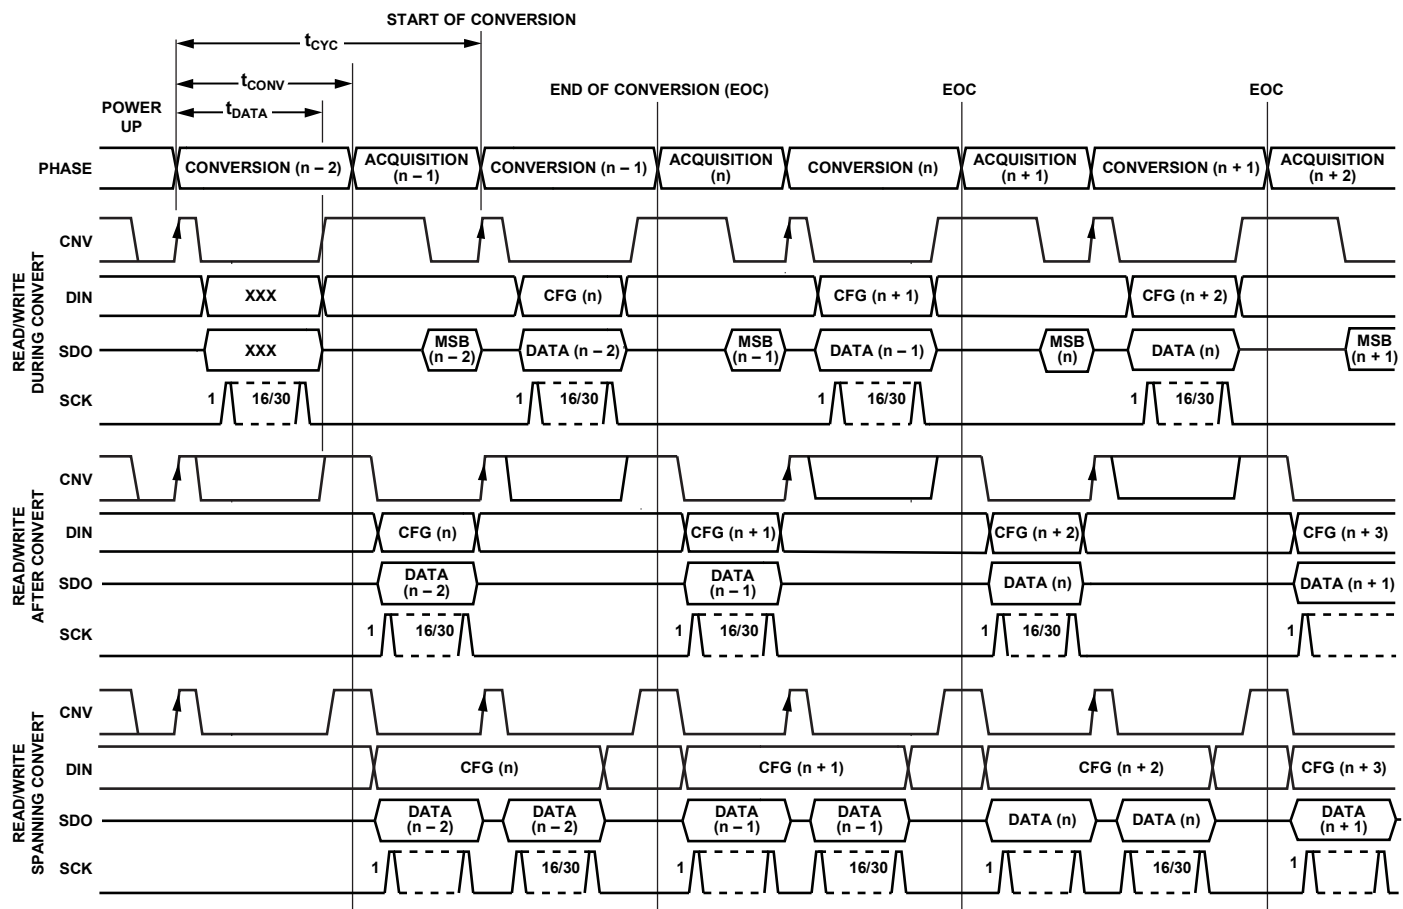 START OF CONVERSION
tCYC
tCONV
END OF CONVERSION (EOC)
EOC
EOC
POWER
UP
tDATA
PHASE
CONVERSION (n – 2)
ACQUISITION
(n – 1)
CONVERSION (n – 1)
ACQUISITION
(n)
CONVERSION (n)
ACQUISITION
(n + 1)
CONVERSION (n + 1)
ACQUISITION
(n + 2)
READ/WRITE
DURING CONVERT
CNV
DIN
XXX
CFG (n)
CFG (n + 1)
CFG (n + 2)
SDO
XXX
MSB
(n – 2)
DATA (n – 2)
MSB
(n – 1)
DATA (n – 1)
MSB
(n)
DATA (n)
MSB
(n + 1)
SCK
1
16/30
1
16/30
1
16/30
1
16/30
READ/WRITE
AFTER CONVERT
CNV
DIN
CFG (n)
CFG (n + 1)
CFG (n + 2)
CFG (n + 3)
SDO
DATA
(n – 2)
DATA
(n – 1)
DATA (n)
DATA (n + 1)
SCK
1
16/30
1
16/30
1
16/30
1
READ/WRITE
SPANNING CONVERT
CNV
DIN
CFG (n)
CFG (n + 1)
CFG (n + 2)
CFG (n + 3)
SDO
DATA
(n – 2)
DATA
(n – 2)
DATA
(n – 1)
DATA
(n – 1)
DATA (n)
DATA (n)
DATA
(n + 1)
SCK
1
16/30
1
16/30
1
16/30
1